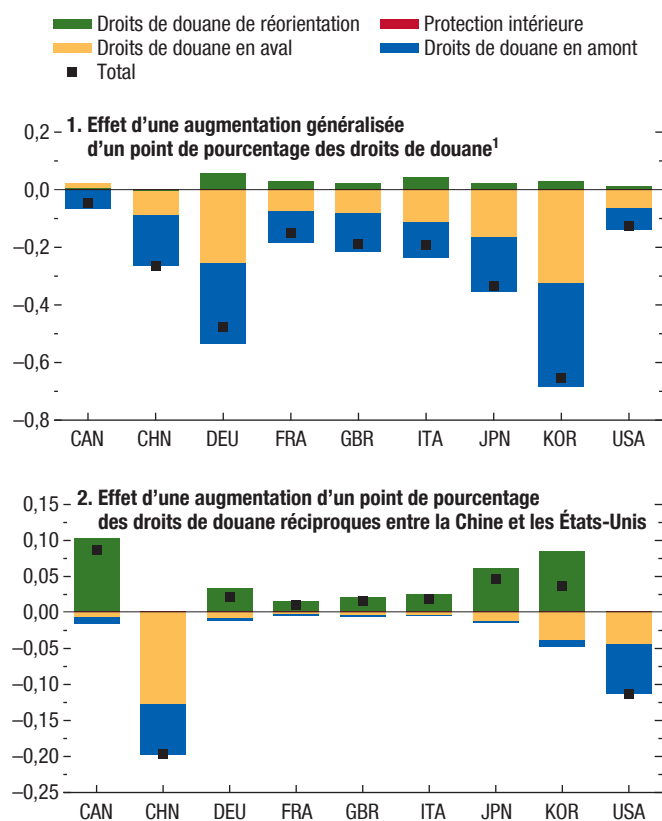 Droits de douane de réorientation
Protection intérieure
Droits de douane en aval
Droits de douane en amont
Total
1. Effet d'une augmentation généralisée
d'un point de pourcentage des droits de douane¹
0,2
0,0
–0,2
–0,4
–0,6
–0,8
CAN CHN DEU FRA GBR ITA JPN KOR USA
2. Effet d'une augmentation d'un point de pourcentage
des droits de douane réciproques entre la Chine et les États-Unis
0,15
0,10
0,05
0,00
–0,05
–0,10
–0,15
–0,20
–0,25
CAN CHN DEU FRA GBR ITA JPN KOR USA